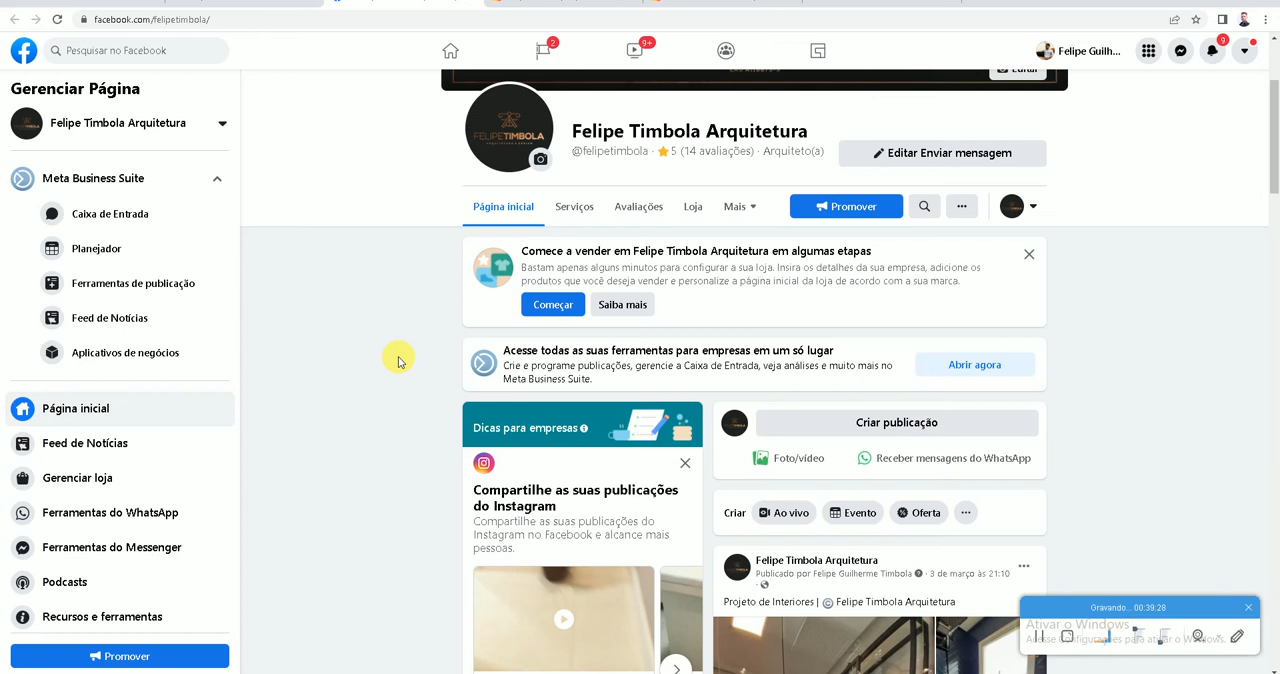 facebook.com/felipetimbola/
Pesquisar no Facebook
2
9+
Felipe Guilh...
9
Gerenciar Página
Felipe Timbola Arquitetura
Meta Business Suite
Caixa de Entrada
Planejador
Ferramentas de publicação
Feed de Notícias
Aplicativos de negócios
Página inicial
Feed de Notícias
Gerenciar loja
Ferramentas do WhatsApp
Ferramentas do Messenger
Podcasts
Recursos e ferramentas
Promover
Editar
FELIPETIMBOLA
Felipe Timbola Arquitetura
@felipetimbola · 5 (14 avaliações) · Arquiteto(a)
Editar Enviar mensagem
Página inicial
Serviços
Avaliações
Loja
Mais
Promover
Comece a vender em Felipe Timbola Arquitetura em algumas etapas
Bastam apenas alguns minutos para configurar a sua loja. Insira os detalhes da sua empresa, adicione os
produtos que você deseja vender e personalize a página inicial da loja de acordo com a sua marca.
Começar
Saiba mais
Acesse todas as suas ferramentas para empresas em um só lugar
Crie e programe publicações, gerencie a Caixa de Entrada, veja análises e muito mais no
Meta Business Suite.
Abrir agora
Dicas para empresas
Compartilhe as suas publicações
do Instagram
Compartilhe as suas publicações do
Instagram no Facebook e alcance mais
pessoas.
Criar publicação
Foto/vídeo
Receber mensagens do WhatsApp
Criar
Ao vivo
Evento
Oferta
Felipe Timbola Arquitetura
Publicado por Felipe Guilherme Timbola · 3 de março às 21:10
Projeto de Interiores | @ Felipe Timbola Arquitetura
Gravando... 00:39:28
Ativar o Windows
Acesse Configurações para ativar o Windows.